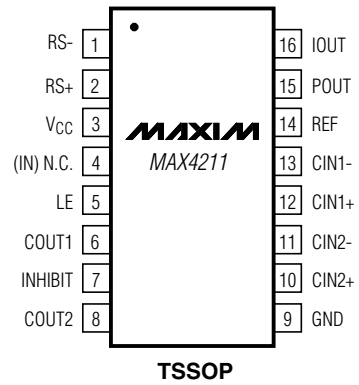 RS- 1
RS+ 2
VCC 3
(IN) N.C. 4
LE 5
COUT1 6
INHIBIT 7
COUT2 8
MAXIM
MAX4211
16 IOUT
15 POUT
14 REF
13 CIN1-
12 CIN1+
11 CIN2-
10 CIN2+
9 GND
TSSOP